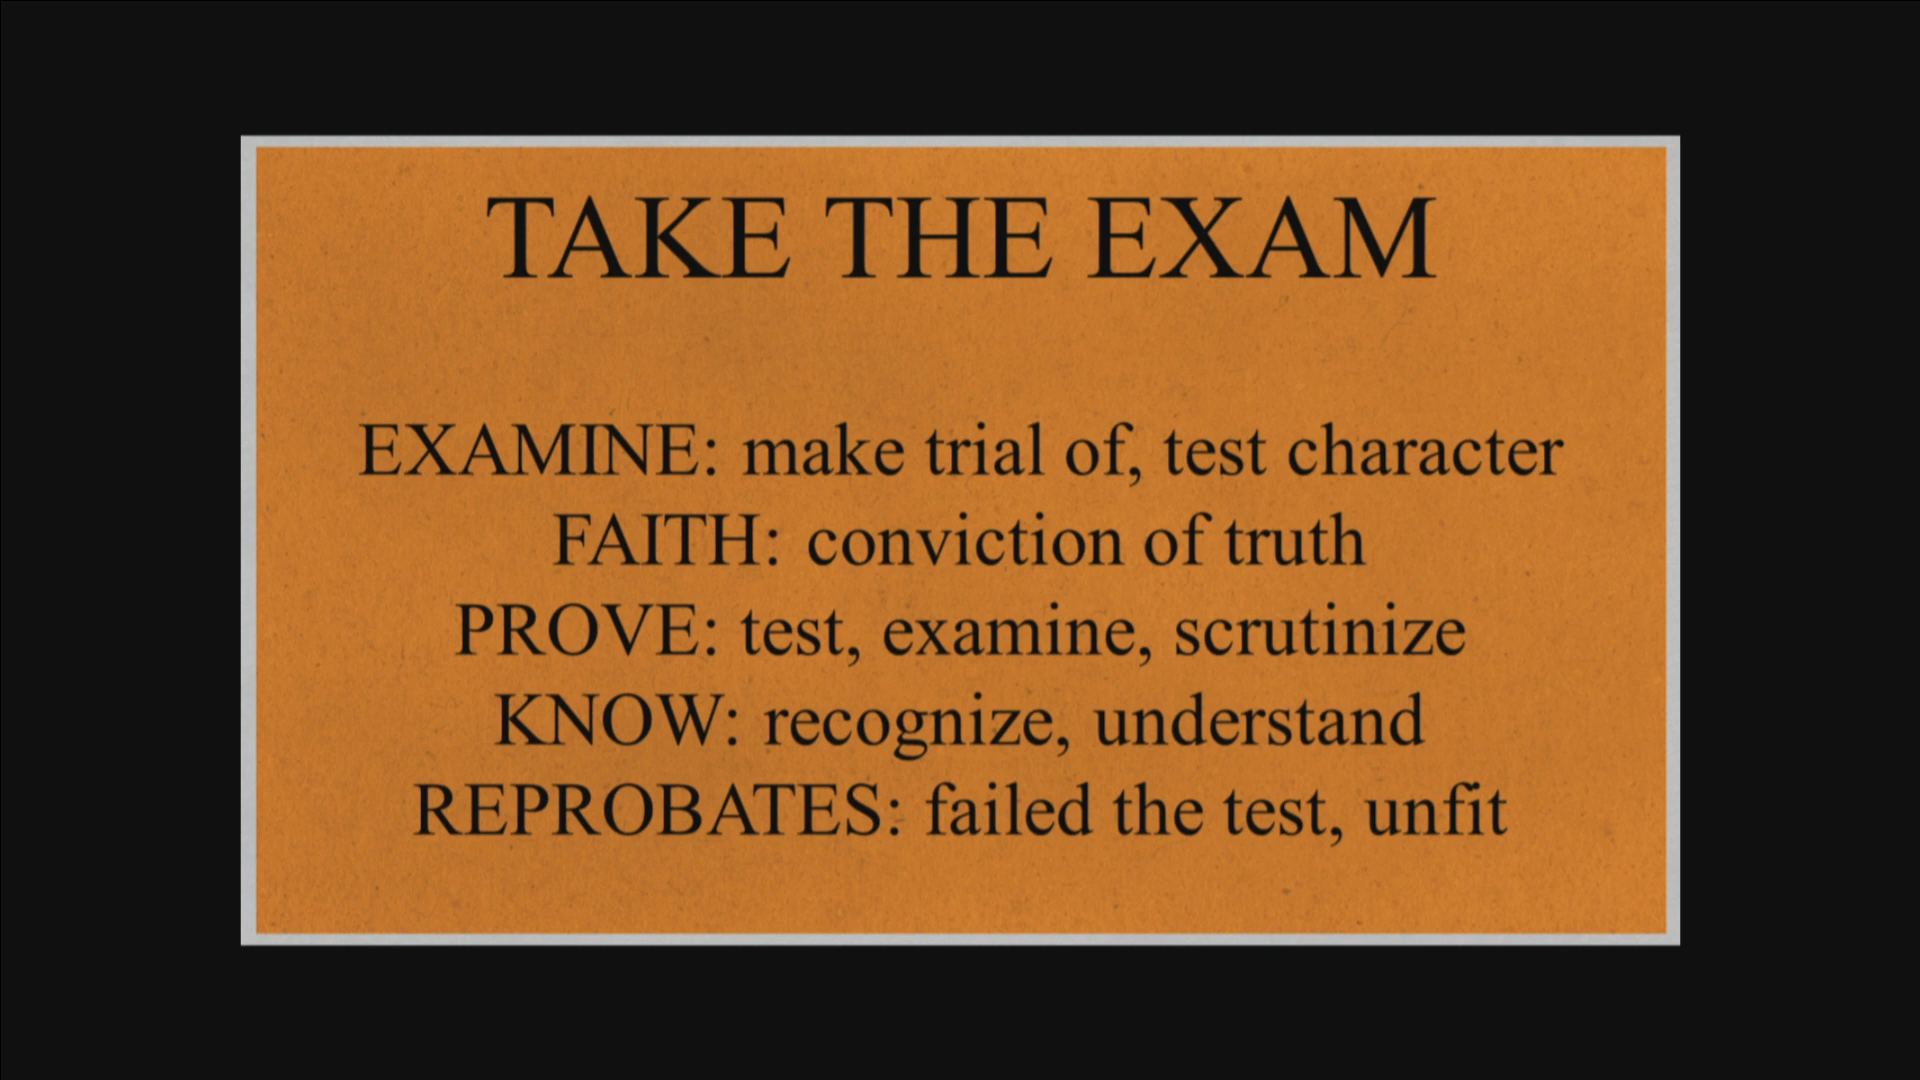 TAKE THE EXAM
EXAMINE: make trial of, test character
FAITH: conviction of truth
PROVE: test, examine, scrutinize
KNOW: recognize, understand
REPROBATES: failed the test, unfit